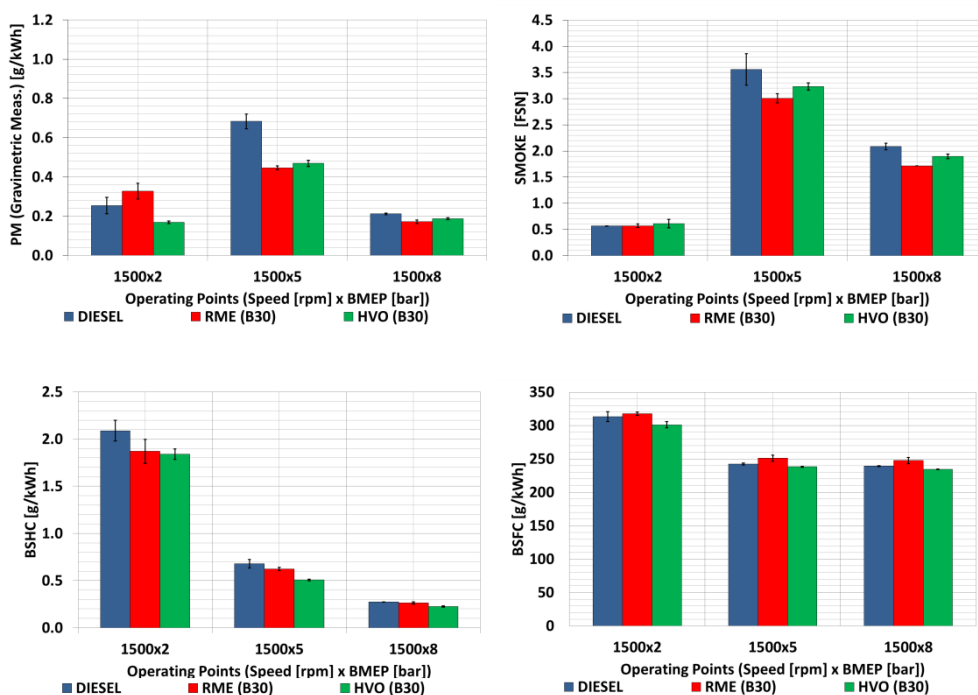 PM (Gravimetric Meas.) [g/kWh]
1.2
1.0
0.8
0.6
0.4
0.2
0.0
1500x2 1500x5 1500x8
Operating Points (Speed [rpm] x BMEP [bar])
DIESEL RME (B30) HVO (B30)
SMOKE [FSN]
4.5
4.0
3.5
3.0
2.5
2.0
1.5
1.0
0.5
0.0
1500x2 1500x5 1500x8
Operating Points (Speed [rpm] x BMEP [bar])
DIESEL RME (B30) HVO (B30)
BSHC [g/kWh]
2.5
2.0
1.5
1.0
0.5
0.0
1500x2 1500x5 1500x8
Operating Points (Speed [rpm] x BMEP [bar])
DIESEL RME (B30) HVO (B30)
BSFC [g/kWh]
350
300
250
200
150
100
50
0
1500x2 1500x5 1500x8
Operating Points (Speed [rpm] x BMEP [bar])
DIESEL RME (B30) HVO (B30)